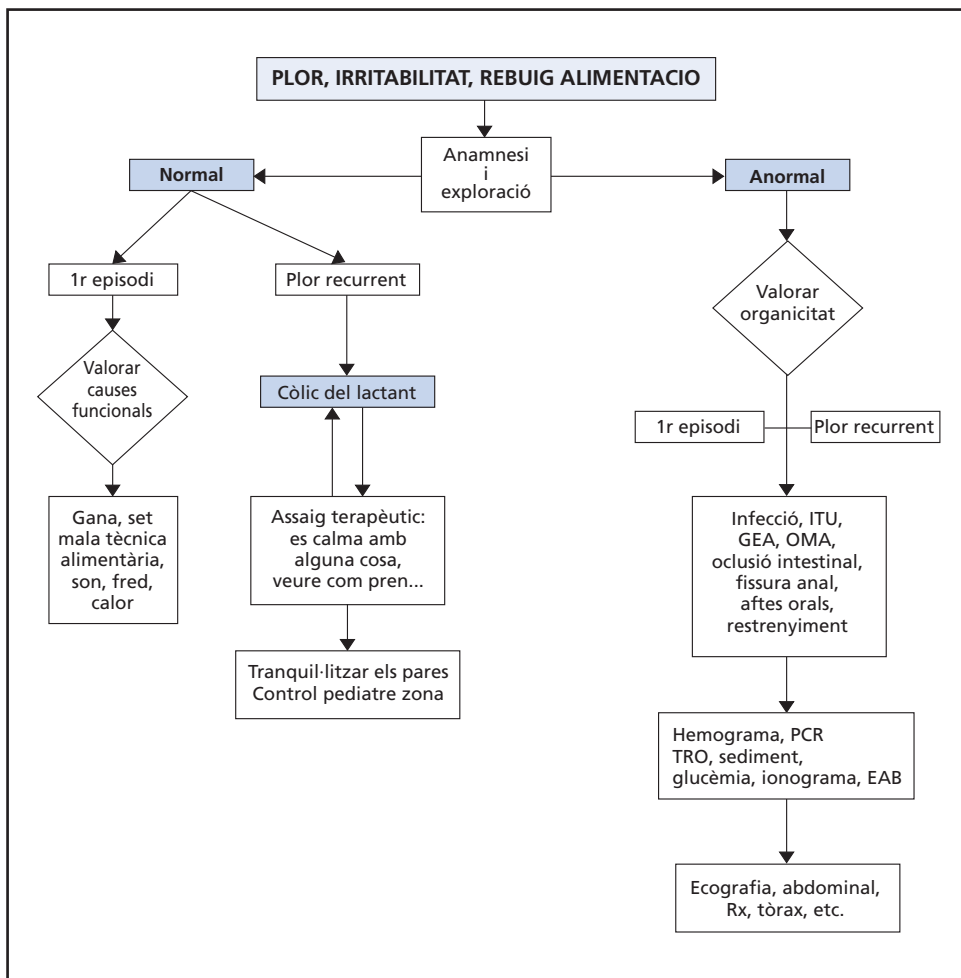 PLOR, IRRITABILITAT, REBUIG ALIMENTACIO
Anamnesi
i
exploració
Normal
Anormal
1r episodi
Plor recurrent
Valorar
causes
funcionals
Còlic del lactant
Gana, set
mala tècnica
alimentària,
son, fred,
calor
Assaig terapèutic:
es calma amb
alguna cosa,
veure com pren...
Tranquil·litzar els pares
Control pediatre zona
Valorar
organicitat
1r episodi
Plor recurrent
Infecció, ITU,
GEA, OMA,
oclusió intestinal,
fissura anal,
aftes orals,
restrenyiment
Hemograma, PCR
TRO, sediment,
glucèmia, ionograma, EAB
Ecografia, abdominal,
Rx, tòrax, etc.